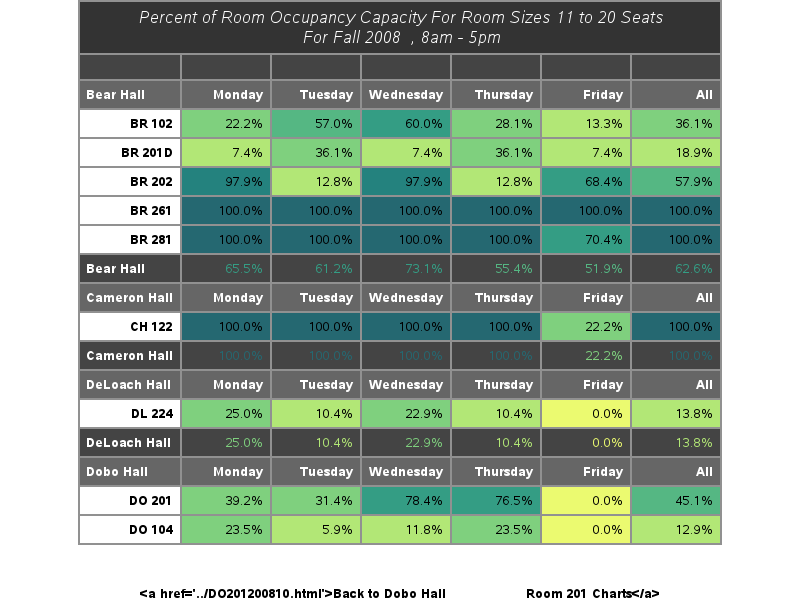 Percent of Room Occupancy Capacity For Room Sizes 11 to 20 Seats
For Fall 2008 , 8am - 5pm
Bear Hall Monday Tuesday Wednesday Thursday Friday All
BR 102 22.2% 57.0% 60.0% 28.1% 13.3% 36.1%
BR 201D 7.4% 36.1% 7.4% 36.1% 7.4% 18.9%
BR 202 97.9% 12.8% 97.9% 12.8% 68.4% 57.9%
BR 261 100.0% 100.0% 100.0% 100.0% 100.0% 100.0%
BR 281 100.0% 100.0% 100.0% 100.0% 70.4% 100.0%
Bear Hall 65.5% 61.2% 73.1% 55.4% 51.9% 62.6%
Cameron Hall Monday Tuesday Wednesday Thursday Friday All
CH 122 100.0% 100.0% 100.0% 100.0% 22.2% 100.0%
Cameron Hall 100.0% 100.0% 100.0% 100.0% 22.2% 100.0%
DeLoach Hall Monday Tuesday Wednesday Thursday Friday All
DL 224 25.0% 10.4% 22.9% 10.4% 0.0% 13.8%
DeLoach Hall 25.0% 10.4% 22.9% 10.4% 0.0% 13.8%
Dobo Hall Monday Tuesday Wednesday Thursday Friday All
DO 201 39.2% 31.4% 78.4% 76.5% 0.0% 45.1%
DO 104 23.5% 5.9% 11.8% 23.5% 0.0% 12.9%
<a href='../DO201200810.html'>Back to Dobo Hall Room 201 Charts</a>